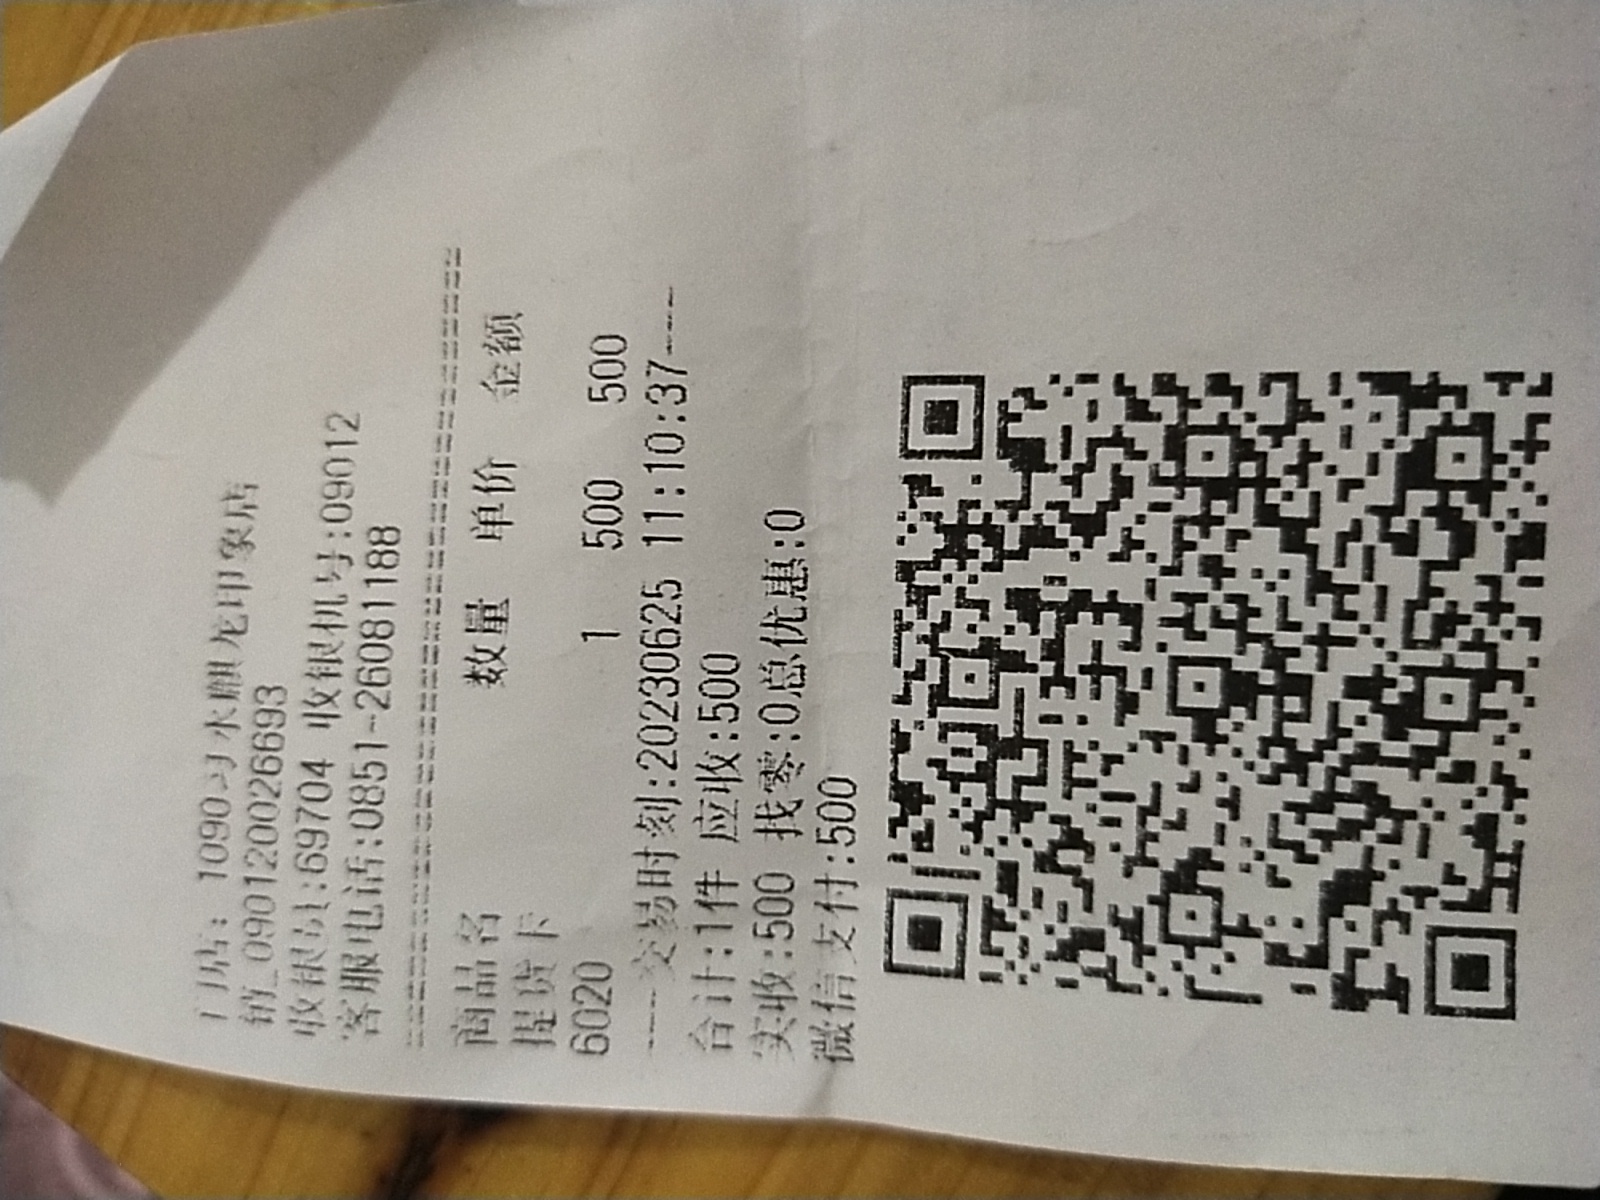 门店: 1090习水麒龙印象店
销_0901200026693
收银员:69704 收银机号:09012
客服电话:0851-26081188
商品名 数量 单价 金额
提货卡
6020 1 500 500
----交易时刻:20230625 11:10:37----
合计:1件 应收:500
实收:500 找零:0总优惠:0
微信支付:500